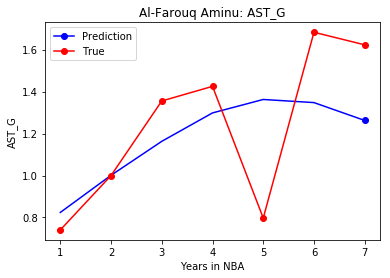 Al-Farouq Aminu: AST_G
Prediction
True
1.6
1.4
1.2
1.0
0.8
AST_G
1 2 3 4 5 6 7
Years in NBA